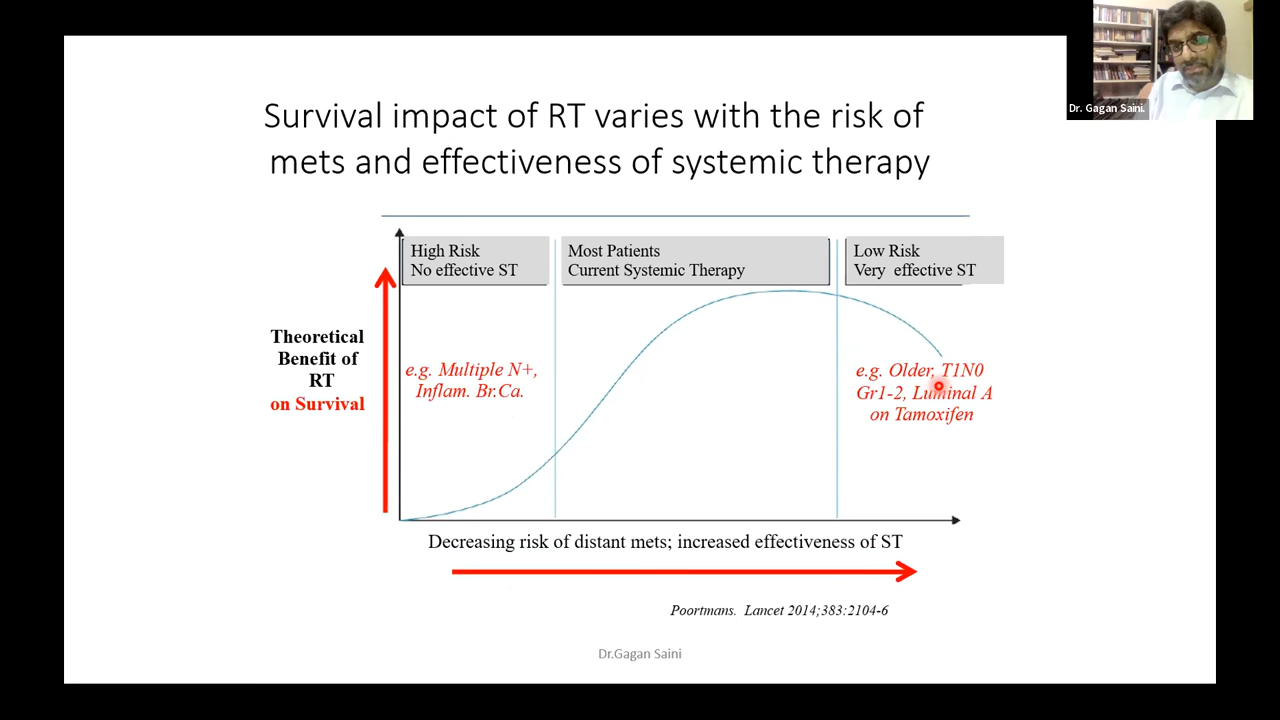 Dr. Gagan Saini.
Survival impact of RT varies with the risk of
mets and effectiveness of systemic therapy
High Risk
No effective ST
Most Patients
Current Systemic Therapy
Low Risk
Very effective ST
Theoretical
Benefit of
RT
on Survival
e.g. Multiple N+,
Inflam. Br.Ca.
e.g. Older, T1N0
Gr1-2, Luminal A
on Tamoxifen
Decreasing risk of distant mets; increased effectiveness of ST
Poortmans. Lancet 2014;383:2104-6
Dr.Gagan Saini